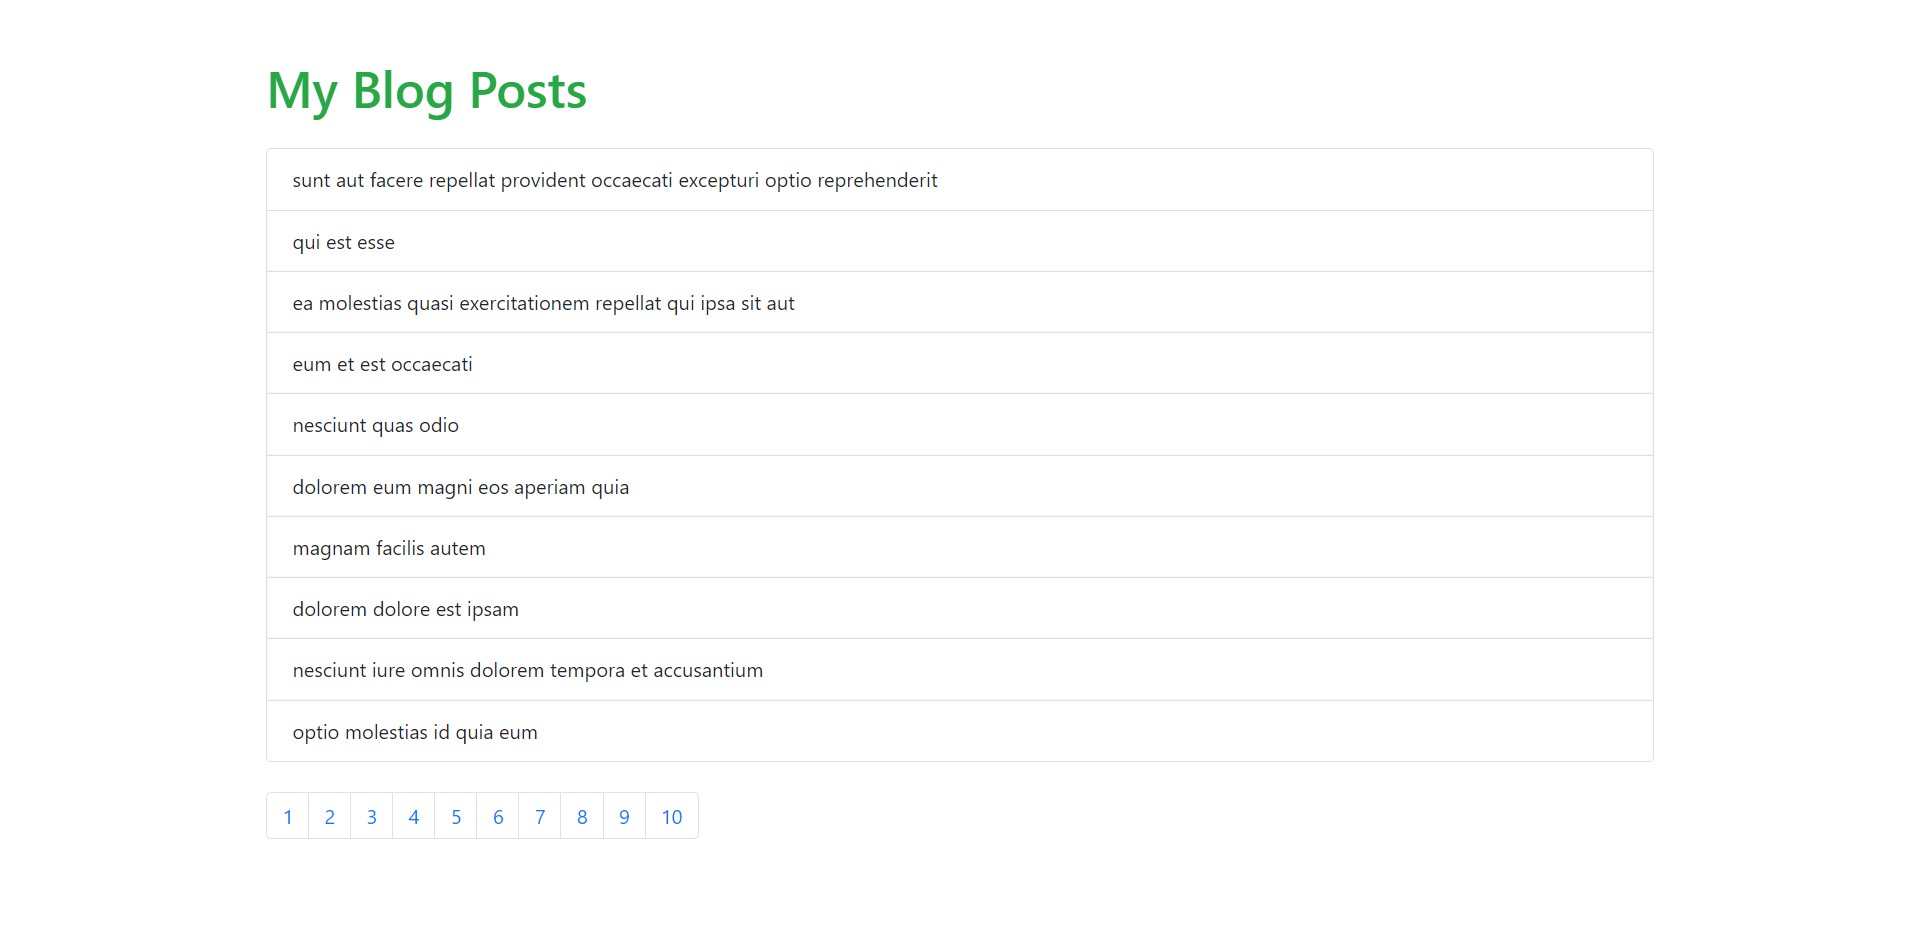 My Blog Posts
sunt aut facere repellat provident occaecati excepturi optio reprehenderit
qui est esse
ea molestias quasi exercitationem repellat qui ipsa sit aut
eum et est occaecati
nesciunt quas odio
dolorem eum magni eos aperiam quia
magnam facilis autem
dolorem dolore est ipsam
nesciunt iure omnis dolorem tempora et accusantium
optio molestias id quia eum
1 2 3 4 5 6 7 8 9 10